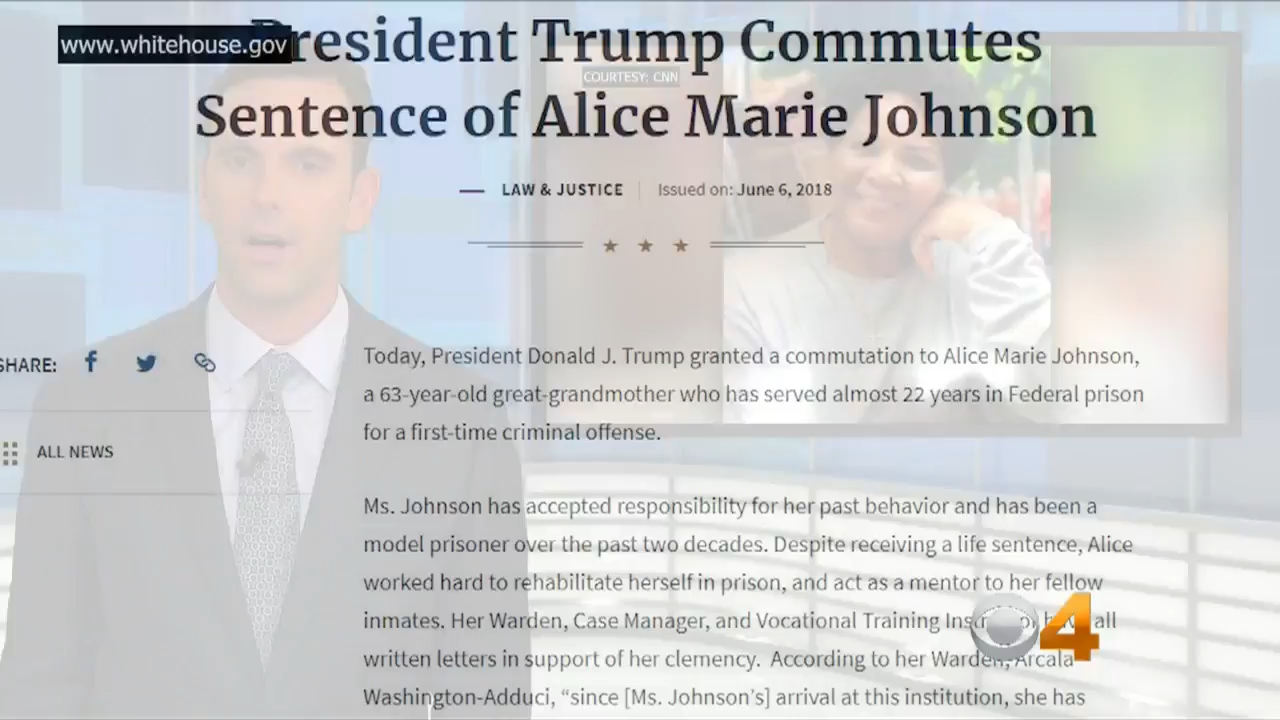 www.whitehouse.gov
President Trump Commutes
COURTESY: CNN
Sentence of Alice Marie Johnson
LAW & JUSTICE Issued on: June 6, 2018
SHARE:
Today, President Donald J. Trump granted a commutation to Alice Marie Johnson,
a 63-year-old great-grandmother who has served almost 22 years in Federal prison
for a first-time criminal offense.
ALL NEWS
Ms. Johnson has accepted responsibility for her past behavior and has been a
model prisoner over the past two decades. Despite receiving a life sentence, Alice
worked hard to rehabilitate herself in prison, and act as a mentor to her fellow
inmates. Her Warden, Case Manager, and Vocational Training have all
4
written letters in support of her clemency. According to her Warden, Arcala
Washington-Adduci, “since [Ms. Johnson’s] arrival at this institution, she has